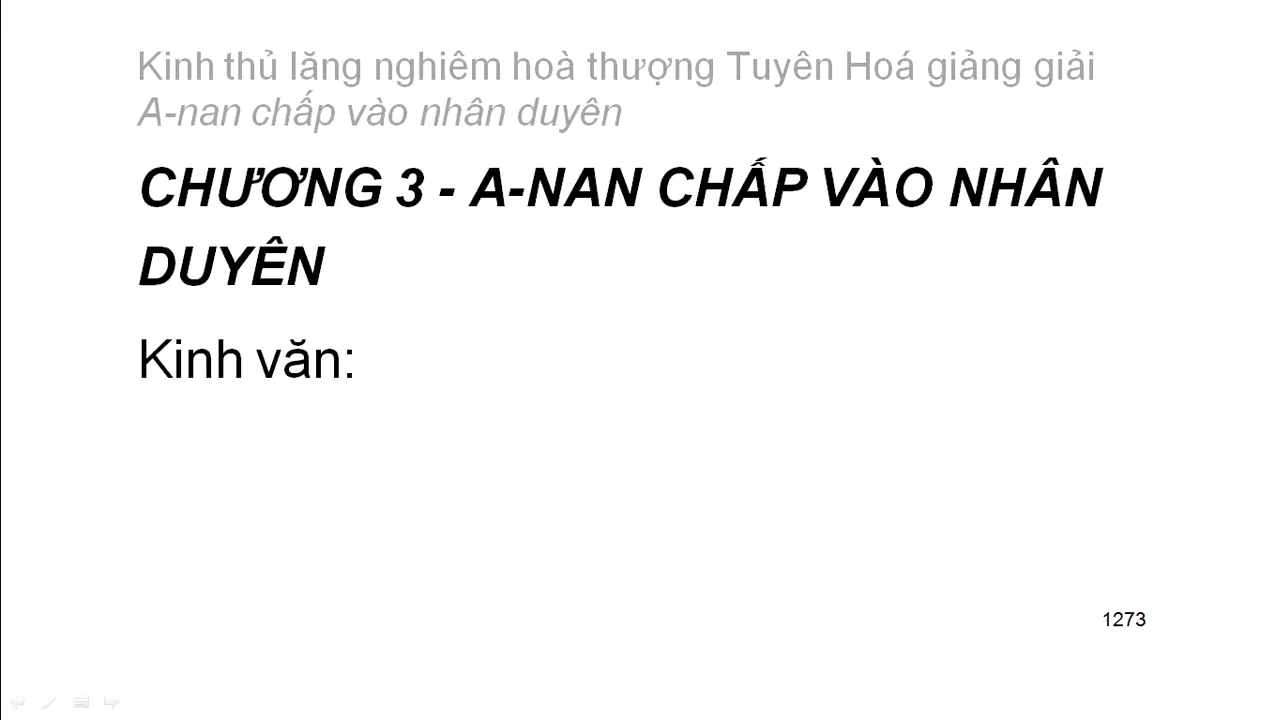 Kinh thủ lăng nghiêm hoà thượng Tuyên Hoá giảng giải
A-nan chấp vào nhân duyên
CHƯƠNG 3 - A-NAN CHẤP VÀO NHÂN
DUYÊN
Kinh văn:
1273